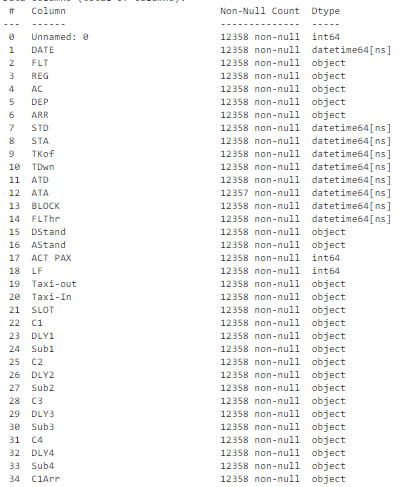 #   Column   Non-Null Count  Dtype
---  ------   --------------  -----
0   Unnamed: 0   12358 non-null  int64
1   DATE   12358 non-null  datetime64[ns]
2   FLT   12358 non-null  object
3   REG   12358 non-null  object
4   AC   12358 non-null  object
5   DEP   12358 non-null  object
6   ARR   12358 non-null  object
7   STD   12358 non-null  datetime64[ns]
8   STA   12358 non-null  datetime64[ns]
9   TKof   12358 non-null  datetime64[ns]
10  TDwn   12358 non-null  datetime64[ns]
11  ATD   12358 non-null  datetime64[ns]
12  ATA   12357 non-null  datetime64[ns]
13  BLOCK   12358 non-null  datetime64[ns]
14  FLThr   12358 non-null  datetime64[ns]
15  DStand   12358 non-null  object
16  AStand   12358 non-null  object
17  ACT PAX   12358 non-null  int64
18  LF   12358 non-null  int64
19  Taxi-out   12358 non-null  object
20  Taxi-In   12358 non-null  object
21  SLOT   12358 non-null  object
22  C1   12358 non-null  object
23  DLY1   12358 non-null  object
24  Sub1   12358 non-null  object
25  C2   12358 non-null  object
26  DLY2   12358 non-null  object
27  Sub2   12358 non-null  object
28  C3   12358 non-null  object
29  DLY3   12358 non-null  object
30  Sub3   12358 non-null  object
31  C4   12358 non-null  object
32  DLY4   12358 non-null  object
33  Sub4   12358 non-null  object
34  C1Arr   12358 non-null  object